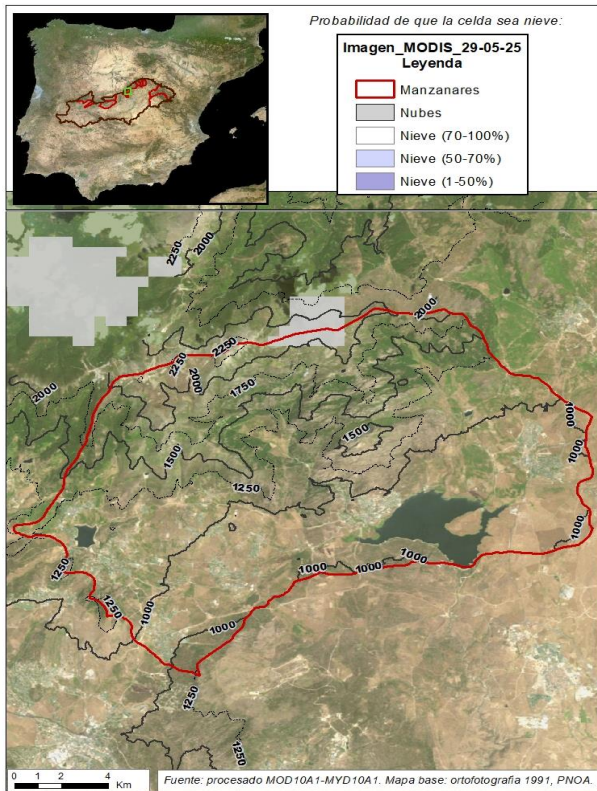 Probabilidad de que la celda sea nieve:
Imagen_MODIS_29-05-25
Leyenda
Manzanares
Nubes
Nieve (70-100%)
Nieve (50-70%)
Nieve (1-50%)
2250
2000
2000
2250
2250
2000
2000
1750
1500
1500
1000
1000
1250
1000
1000
1000
1000
1250
1250
1000
1000
1250
1250
0 1 2 4
Km
Fuente: procesado MOD10A1-MYD10A1. Mapa base: ortofotografia 1991, PNOA.